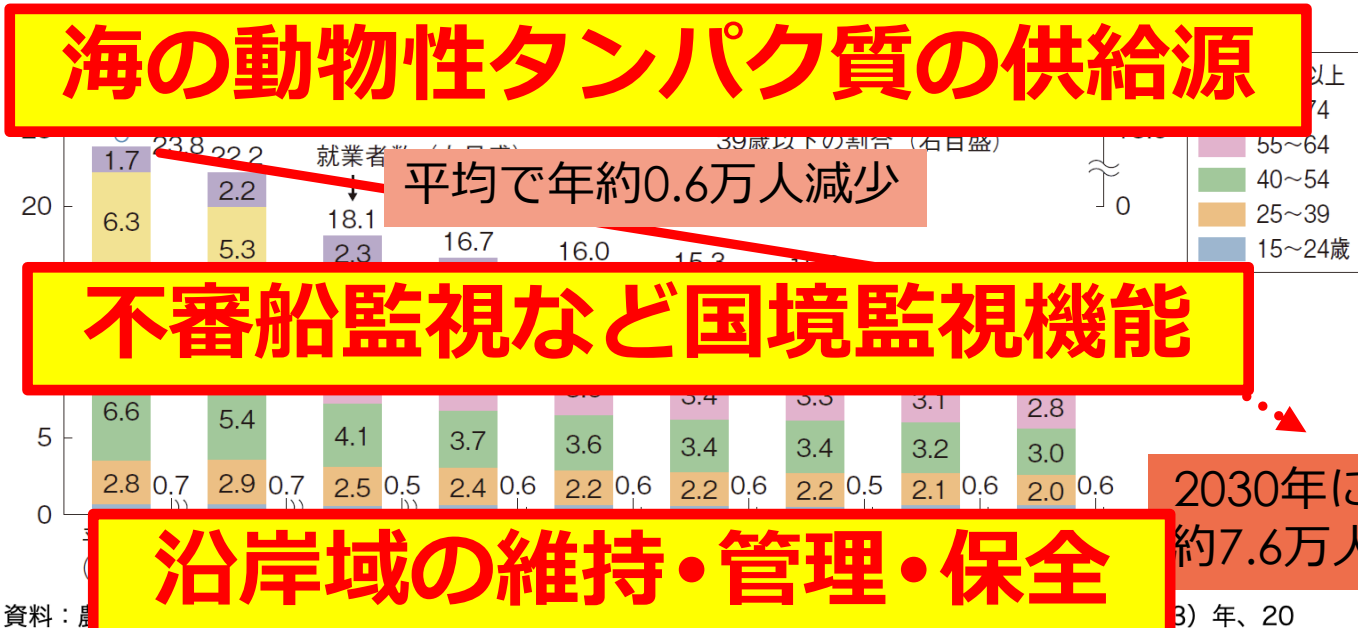 海の動物性タンパク質の供給源
以上
74
55〜64
40〜54
25〜39
15〜24歳
39歳以下の割合（右目盛）
0
平均で年約0.6万人減少
23.8 22.2
18.1 16.7 16.0
20
1.7 2.2 2.3
6.3 5.3
不審船監視など国境監視機能
3.4 3.3 3.1 2.8
6.6 5.4 4.1 3.7 3.6 3.4 3.4 3.2 3.0
5
2.8 0.7 2.9 0.7 2.5 0.5 2.4 0.6 2.2 0.6 2.2 0.6 2.2 0.5 2.1 0.6 2.0 0.6
0
2030年に
約7.6万人
沿岸域の維持・管理・保全
資料：
3）年、20